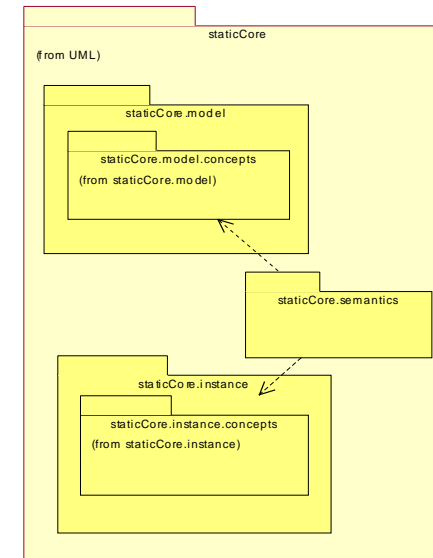 staticCore
(from UML)
staticCore.model
staticCore.model.concepts
(from staticCore.model)
staticCore.semantics
staticCore.instance
staticCore.instance.concepts
(from staticCore.instance)